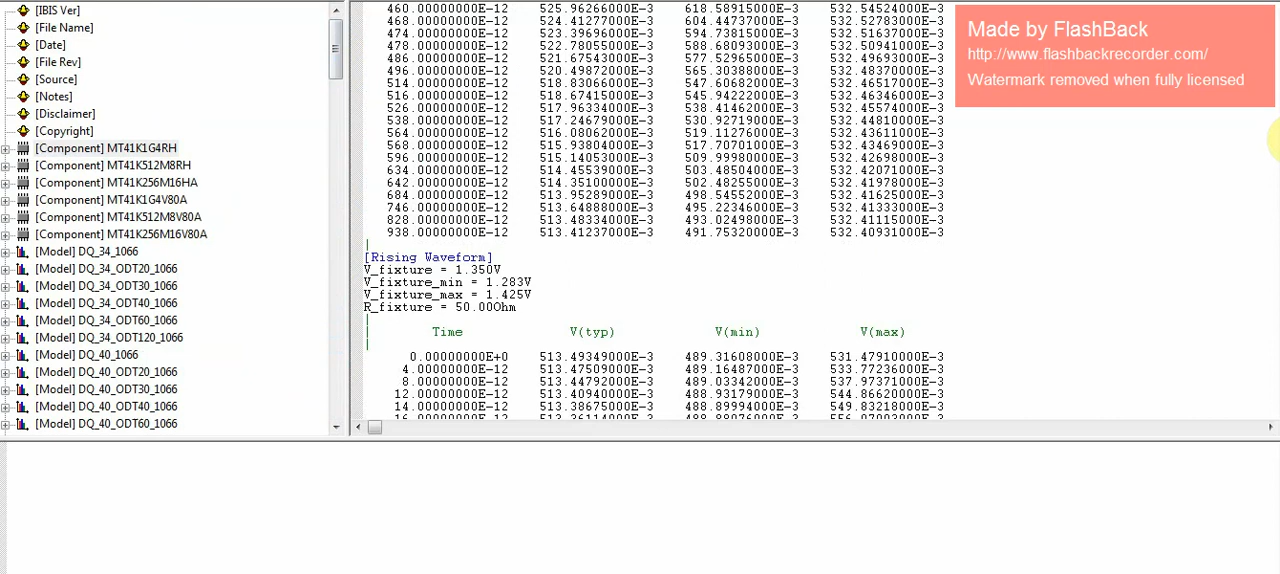 [IBIS Ver]
[File Name]
[Date]
[File Rev]
[Source]
[Notes]
[Disclaimer]
[Copyright]
[Component] MT41K1G4RH
[Component] MT41K512M8RH
[Component] MT41K256M16HA
[Component] MT41K1G4V80A
[Component] MT41K512M8V80A
[Component] MT41K256M16V80A
[Model] DQ_34_1066
[Model] DQ_34_ODT20_1066
[Model] DQ_34_ODT30_1066
[Model] DQ_34_ODT40_1066
[Model] DQ_34_ODT60_1066
[Model] DQ_34_ODT120_1066
[Model] DQ_40_1066
[Model] DQ_40_ODT20_1066
[Model] DQ_40_ODT30_1066
[Model] DQ_40_ODT40_1066
[Model] DQ_40_ODT60_1066
460.00000000E-12 525.96266000E-3 618.58915000E-3 532.54524000E-3
468.00000000E-12 524.41277000E-3 604.44737000E-3 532.52783000E-3
474.00000000E-12 523.39696000E-3 594.73815000E-3 532.51637000E-3
478.00000000E-12 522.78055000E-3 588.68093000E-3 532.50941000E-3
486.00000000E-12 521.67543000E-3 577.52965000E-3 532.49693000E-3
496.00000000E-12 520.49872000E-3 565.30388000E-3 532.48370000E-3
514.00000000E-12 518.83066000E-3 547.60682000E-3 532.46517000E-3
516.00000000E-12 518.67415000E-3 545.94222000E-3 532.46346000E-3
526.00000000E-12 517.96334000E-3 538.41462000E-3 532.45574000E-3
538.00000000E-12 517.24679000E-3 530.92719000E-3 532.44810000E-3
564.00000000E-12 516.08062000E-3 519.11276000E-3 532.43611000E-3
568.00000000E-12 515.93804000E-3 517.70701000E-3 532.43469000E-3
596.00000000E-12 515.14053000E-3 509.99980000E-3 532.42698000E-3
634.00000000E-12 514.45539000E-3 503.48504000E-3 532.42071000E-3
642.00000000E-12 514.35100000E-3 502.48255000E-3 532.41978000E-3
684.00000000E-12 513.95289000E-3 498.54552000E-3 532.41625000E-3
746.00000000E-12 513.64888000E-3 495.22346000E-3 532.41333000E-3
828.00000000E-12 513.48334000E-3 493.02498000E-3 532.41115000E-3
938.00000000E-12 513.41237000E-3 491.75320000E-3 532.40931000E-3
|
[Rising Waveform]
V_fixture = 1.350V
V_fixture_min = 1.283V
V_fixture_max = 1.425V
R_fixture = 50.00Ohm
|
| Time V(typ) V(min) V(max)
|
0.00000000E+0 513.49349000E-3 489.31608000E-3 531.47910000E-3
4.00000000E-12 513.47509000E-3 489.16487000E-3 533.77236000E-3
8.00000000E-12 513.44792000E-3 489.03342000E-3 537.97371000E-3
12.00000000E-12 513.40940000E-3 488.93179000E-3 544.86620000E-3
14.00000000E-12 513.38675000E-3 488.89994000E-3 549.83218000E-3
Made by FlashBack
http://www.flashbackrecorder.com/
Watermark removed when fully licensed